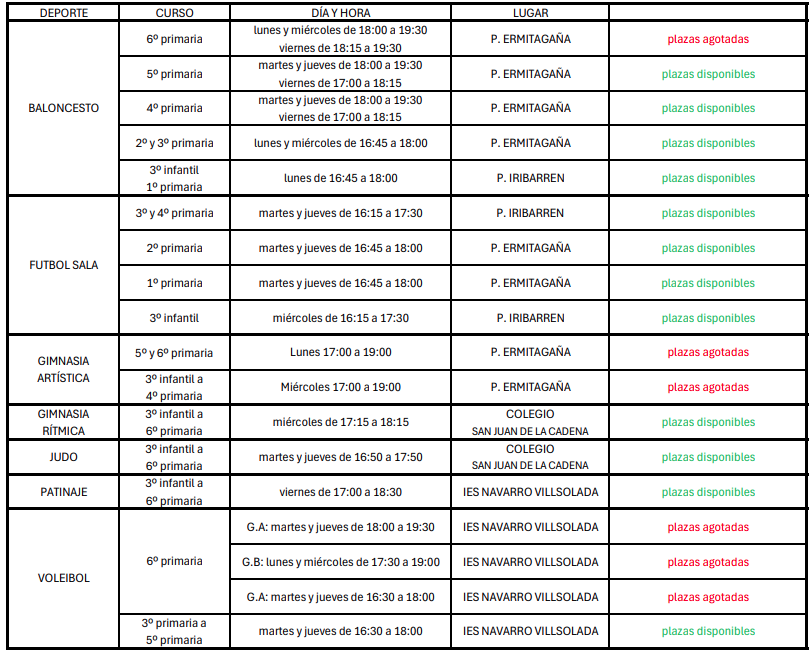 DEPORTE CURSO DÍA Y HORA LUGAR
BALONCESTO
6º primaria
lunes y miércoles de 18:00 a 19:30
viernes de 18:15 a 19:30
P. ERMITAGAÑA
plazas agotadas
5º primaria
martes y jueves de 18:00 a 19:30
viernes de 17:00 a 18:15
P. ERMITAGAÑA
plazas disponibles
4º primaria
martes y jueves de 18:00 a 19:30
viernes de 17:00 a 18:15
P. ERMITAGAÑA
plazas disponibles
2º y 3º primaria
lunes y miércoles de 16:45 a 18:00
P. ERMITAGAÑA
plazas disponibles
3º infantil
1º primaria
lunes de 16:45 a 18:00
P. IRIBARREN
plazas disponibles
FUTBOL SALA
3º y 4º primaria
martes y jueves de 16:15 a 17:30
P. IRIBARREN
plazas disponibles
2º primaria
martes y jueves de 16:45 a 18:00
P. ERMITAGAÑA
plazas disponibles
1º primaria
martes y jueves de 16:45 a 18:00
P. ERMITAGAÑA
plazas disponibles
3º infantil
miércoles de 16:15 a 17:30
P. IRIBARREN
plazas disponibles
GIMNASIA
ARTÍSTICA
5º y 6º primaria
Lunes 17:00 a 19:00
P. ERMITAGAÑA
plazas agotadas
3º infantil a
4º primaria
Miércoles 17:00 a 19:00
P. ERMITAGAÑA
plazas agotadas
GIMNASIA
RÍTMICA
3º infantil a
6º primaria
miércoles de 17:15 a 18:15
COLEGIO
SAN JUAN DE LA CADENA
plazas disponibles
JUDO
3º infantil a
6º primaria
martes y jueves de 16:50 a 17:50
COLEGIO
SAN JUAN DE LA CADENA
plazas disponibles
PATINAJE
3º infantil a
6º primaria
viernes de 17:00 a 18:30
IES NAVARRO VILLSOLADA
plazas disponibles
VOLEIBOL
6º primaria
G.A: martes y jueves de 18:00 a 19:30
IES NAVARRO VILLSOLADA
plazas agotadas
G.B: lunes y miércoles de 17:30 a 19:00
IES NAVARRO VILLSOLADA
plazas agotadas
G.A: martes y jueves de 16:30 a 18:00
IES NAVARRO VILLSOLADA
plazas agotadas
3º primaria a
5º primaria
martes y jueves de 16:30 a 18:00
IES NAVARRO VILLSOLADA
plazas disponibles